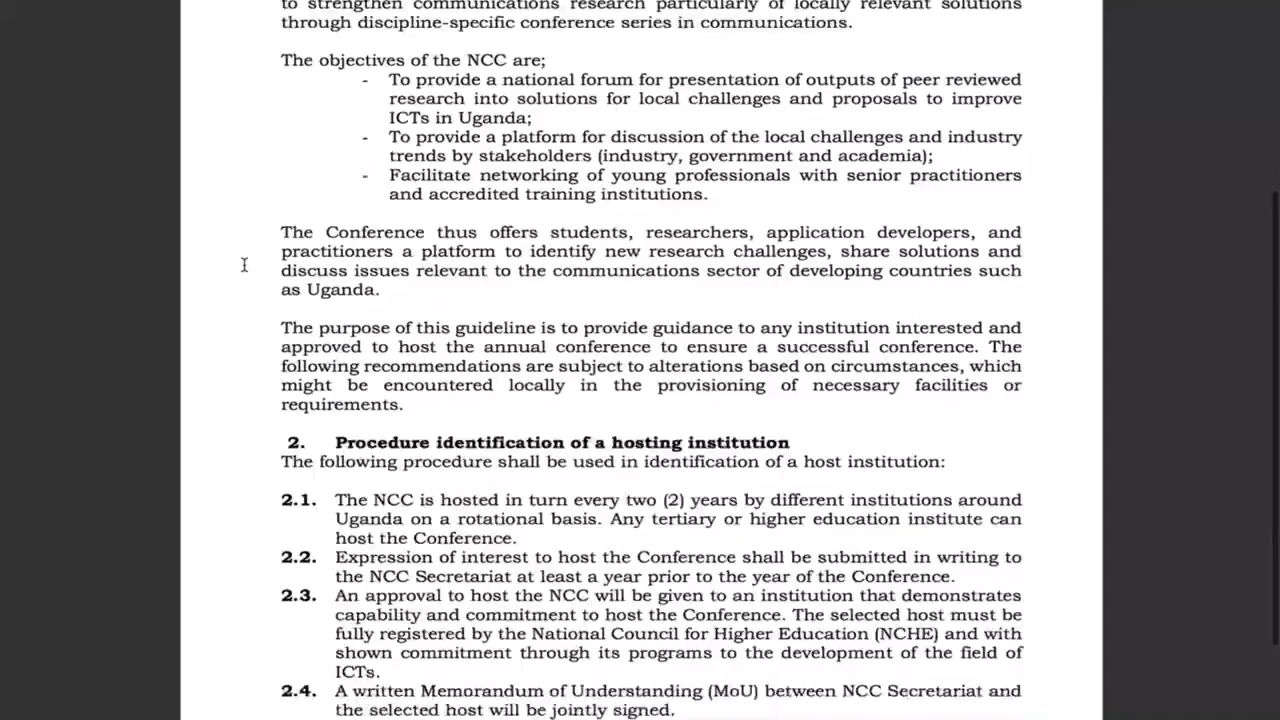 to strengthen communications research particularly of locally relevant solutions
through discipline-specific conference series in communications.
The objectives of the NCC are;
- To provide a national forum for presentation of outputs of peer reviewed
research into solutions for local challenges and proposals to improve
ICTs in Uganda;
- To provide a platform for discussion of the local challenges and industry
trends by stakeholders (industry, government and academia);
- Facilitate networking of young professionals with senior practitioners
and accredited training institutions.
The Conference thus offers students, researchers, application developers, and
practitioners a platform to identify new research challenges, share solutions and
discuss issues relevant to the communications sector of developing countries such
as Uganda.
The purpose of this guideline is to provide guidance to any institution interested and
approved to host the annual conference to ensure a successful conference. The
following recommendations are subject to alterations based on circumstances, which
might be encountered locally in the provisioning of necessary facilities or
requirements.
2. Procedure identification of a hosting institution
The following procedure shall be used in identification of a host institution:
2.1. The NCC is hosted in turn every two (2) years by different institutions around
Uganda on a rotational basis. Any tertiary or higher education institute can
host the Conference.
2.2. Expression of interest to host the Conference shall be submitted in writing to
the NCC Secretariat at least a year prior to the year of the Conference.
2.3. An approval to host the NCC will be given to an institution that demonstrates
capability and commitment to host the Conference. The selected host must be
fully registered by the National Council for Higher Education (NCHE) and with
shown commitment through its programs to the development of the field of
ICTs.
2.4. A written Memorandum of Understanding (MoU) between NCC Secretariat and
the selected host will be jointly signed.